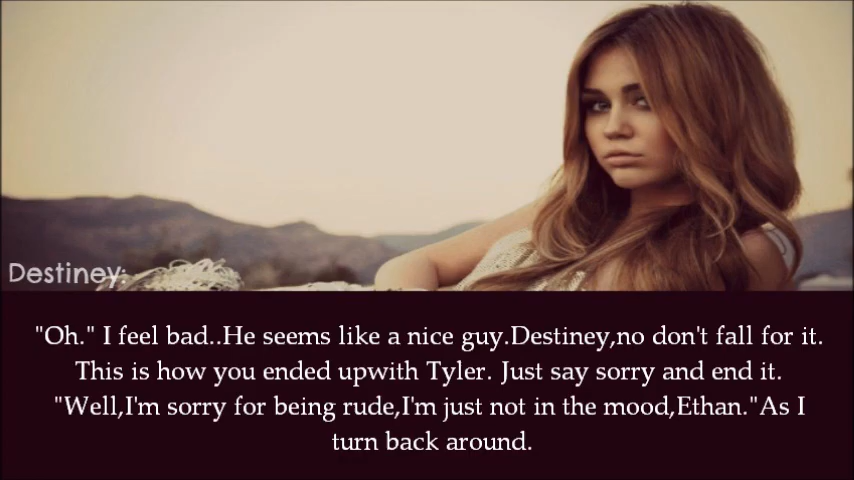 Destiney:
"Oh." I feel bad..He seems like a nice guy.Destiney,no don't fall for it.
This is how you ended upwith Tyler. Just say sorry and end it.
"Well,I'm sorry for being rude,I'm just not in the mood,Ethan."As I
turn back around.